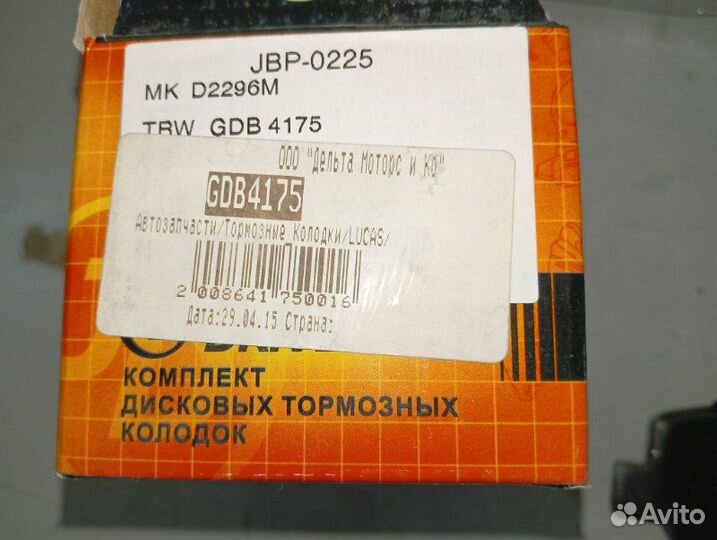 JBP-0225
MK D2296M
TRW GDB 4175
ООО "Дельта Моторс и Ко"
GDB4175
Автозапчасти/Тормозные Колодки/LUCAS/
2 008641 750016
Дата:29.04.15 Страна:
КОМПЛЕКТ
ДИСКОВЫХ ТОРМОЗНЫХ
КОЛОДОК
Avito